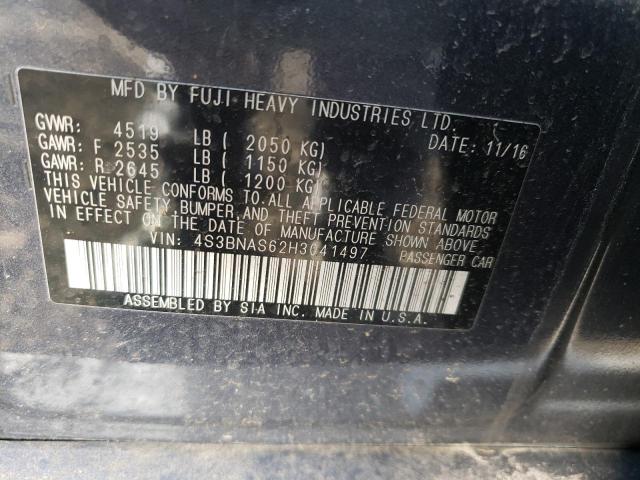 MFD BY FUJI HEAVY INDUSTRIES LTD.
GVWR: 4519 LB ( 2050 KG) DATE: 11/16
GAWR: F 2535 LB ( 1150 KG)
GAWR: R 2645 LB ( 1200 KG)
THIS VEHICLE CONFORMS TO ALL APPLICABLE FEDERAL MOTOR
VEHICLE SAFETY, BUMPER, AND THEFT PREVENTION STANDARDS
IN EFFECT ON THE DATE OF MANUFACTURE SHOWN ABOVE.
VIN: 4S3BNAS62H3041497 PASSENGER CAR
ASSEMBLED BY SIA INC. MADE IN U.S.A.